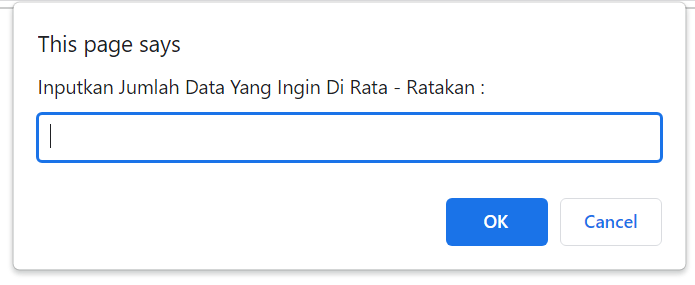 This page says
Inputkan Jumlah Data Yang Ingin Di Rata - Ratakan :
OK
Cancel